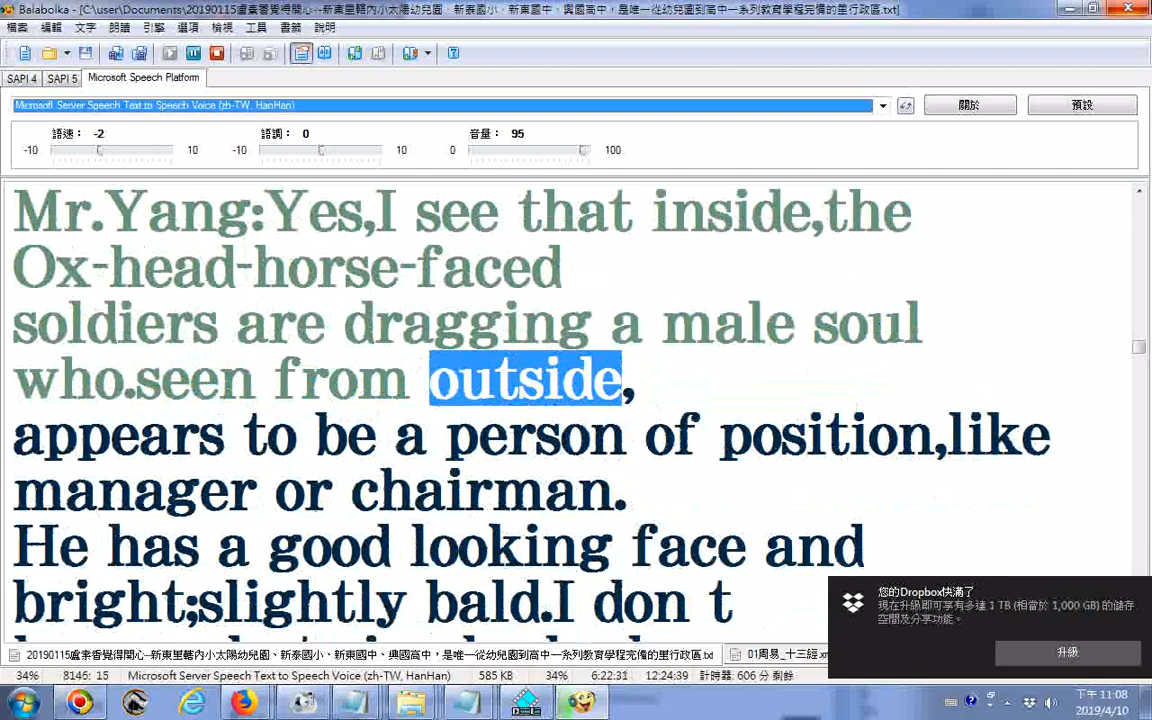 Balabolka - [C:\user\Documents\20190115盧素香覺得開心--新東里轄內小太陽幼兒園、新泰國小、新東國中、興國高中，是唯一從幼兒園到高中一系列教育學程完備的里行政區.txt]
檔案 編輯 文字 朗讀 引擎 選項 檢視 工具 書籤 說明
SAPI 4 SAPI 5 Microsoft Speech Platform
Microsoft Server Speech Text to Speech Voice (zh-TW, HanHan)
關於 預設
語速： -2 語調： 0 音量： 95
-10 10 -10 10 0 100
Mr.Yang:Yes,I see that inside,the
Ox-head-horse-faced
soldiers are dragging a male soul
who.seen from outside,
appears to be a person of position,like
manager or chairman.
He has a good looking face and
bright;slightly bald.I don t
您的Dropbox快滿了
現在升級即可享有多達 1 TB (相當於 1,000 GB) 的儲存
空間及分享功能。
升級
20190115盧素香覺得開心--新東里轄內小太陽幼兒園、新泰國小、新東國中、興國高中，是唯一從幼兒園到高中一系列教育學程完備的里行政區.txt 01周易_十三經
34% 8146: 15 Microsoft Server Speech Text to Speech Voice (zh-TW, HanHan) 585 KB 34% 6:22:31 12:24:39 計時器: 606 分 剩餘
下午 11:08
2019/4/10